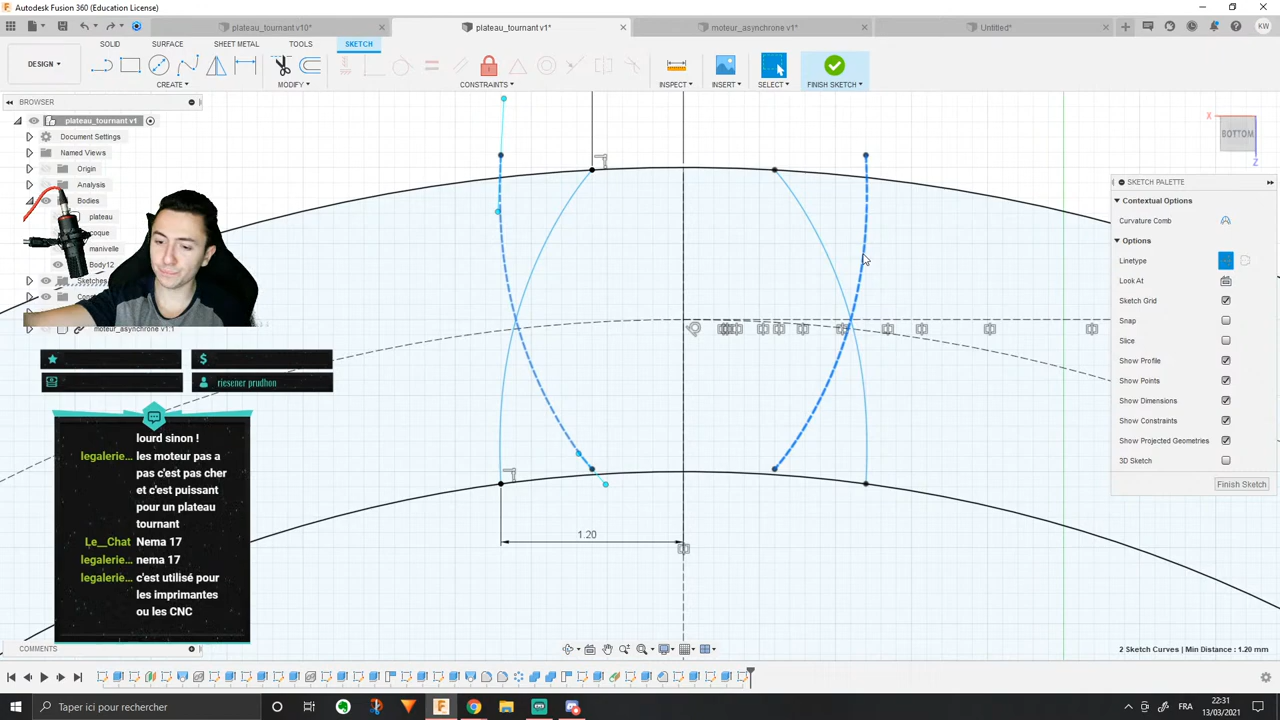 Autodesk Fusion 360 (Education License)
plateau_tournant v10*
plateau_tournant v1*
moteur_asynchrone v1*
Untitled*
KW
SOLID
SURFACE
SHEET METAL
TOOLS
SKETCH
DESIGN
CREATE
MODIFY
CONSTRAINTS
INSPECT
INSERT
SELECT
FINISH SKETCH
BROWSER
plateau_tournant v1
Document Settings
Named Views
Origin
Analysis
Bodies
plateau
coque
manivelle
Body12
Sketches
moteur_asynchrone v1:1
riesener prudhon
lourd sinon !
legalerie... les moteur pas a
pas c'est pas cher
et c'est puissant
pour un plateau
tournant
Le__Chat Nema 17
legalerie... nema 17
legalerie... c'est utilisé pour
les imprimantes
ou les CNC
1.20
X
BOTTOM
Z
SKETCH PALETTE
Contextual Options
Curvature Comb
Options
Linetype
Look At
Sketch Grid
Snap
Slice
Show Profile
Show Points
Show Dimensions
Show Constraints
Show Projected Geometries
3D Sketch
Finish Sketch
COMMENTS
2 Sketch Curves | Min Distance : 1.20 mm
Taper ici pour rechercher
FRA
22:31
13/03/2021